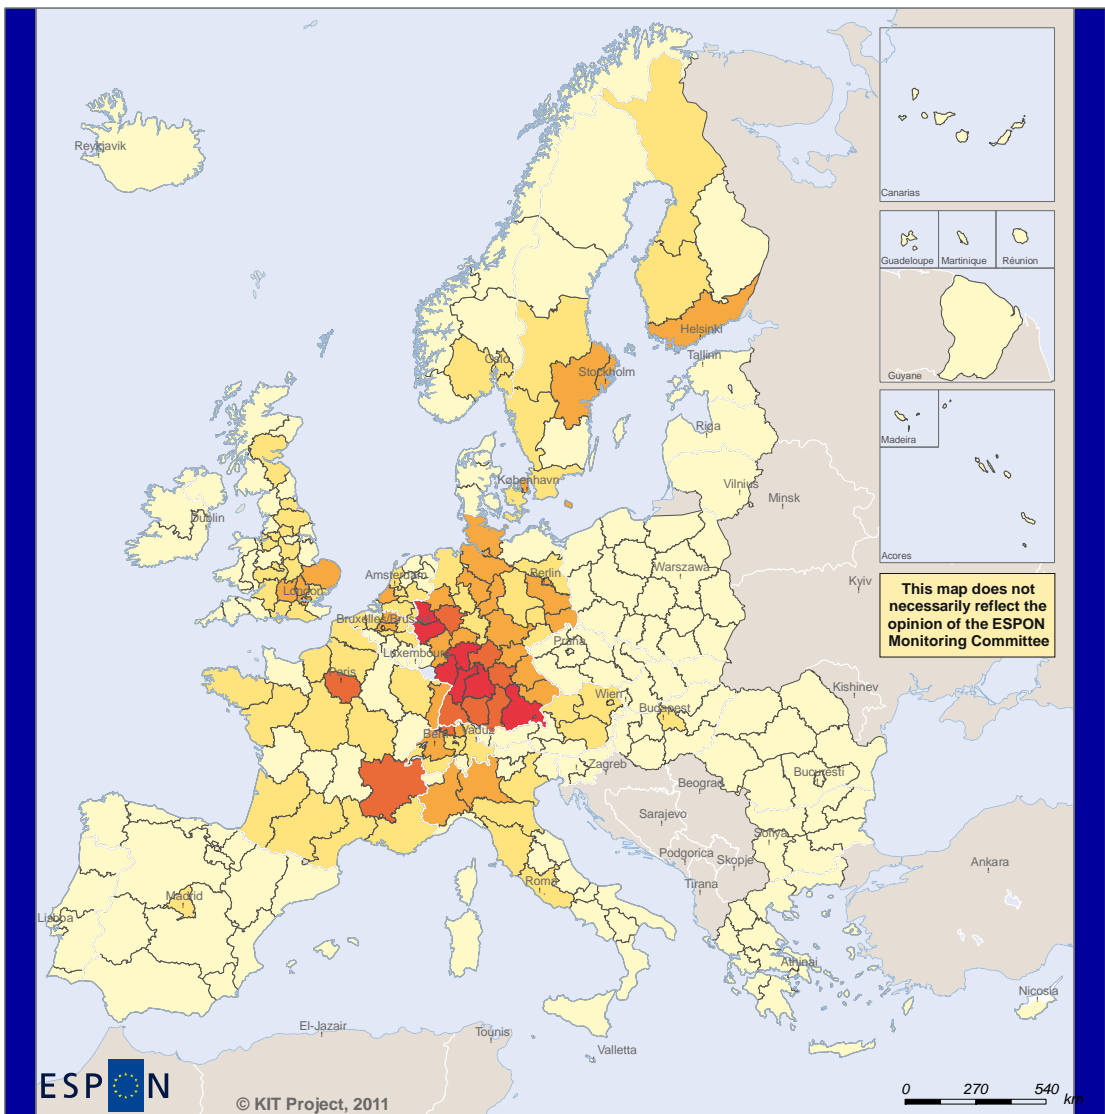 Reykjavik
Canarias
Guadeloupe
Martinique
Réunion
Guyane
Madeira
Acores
This map does not
necessarily reflect the
opinion of the ESPON
Monitoring Committee
Oslo
Helsinki
Tallinn
Stockholm
Riga
København
Vilnius
Minsk
Dublin
Amsterdam
Berlin
Warszawa
London
Kyiv
Bruxelles/Brussel
Praha
Luxembourg
Paris
Wien
Kishinev
Budapest
Bern
Vaduz
Zagreb
Bucuresti
Beograd
Sarajevo
Sofiya
Podgorica
Skopje
Ankara
Tirana
Roma
Madrid
Lisboa
Athinai
Nicosia
El-Jazair
Tounis
Valletta
ESPON
© KIT Project, 2011
0 270 540
km